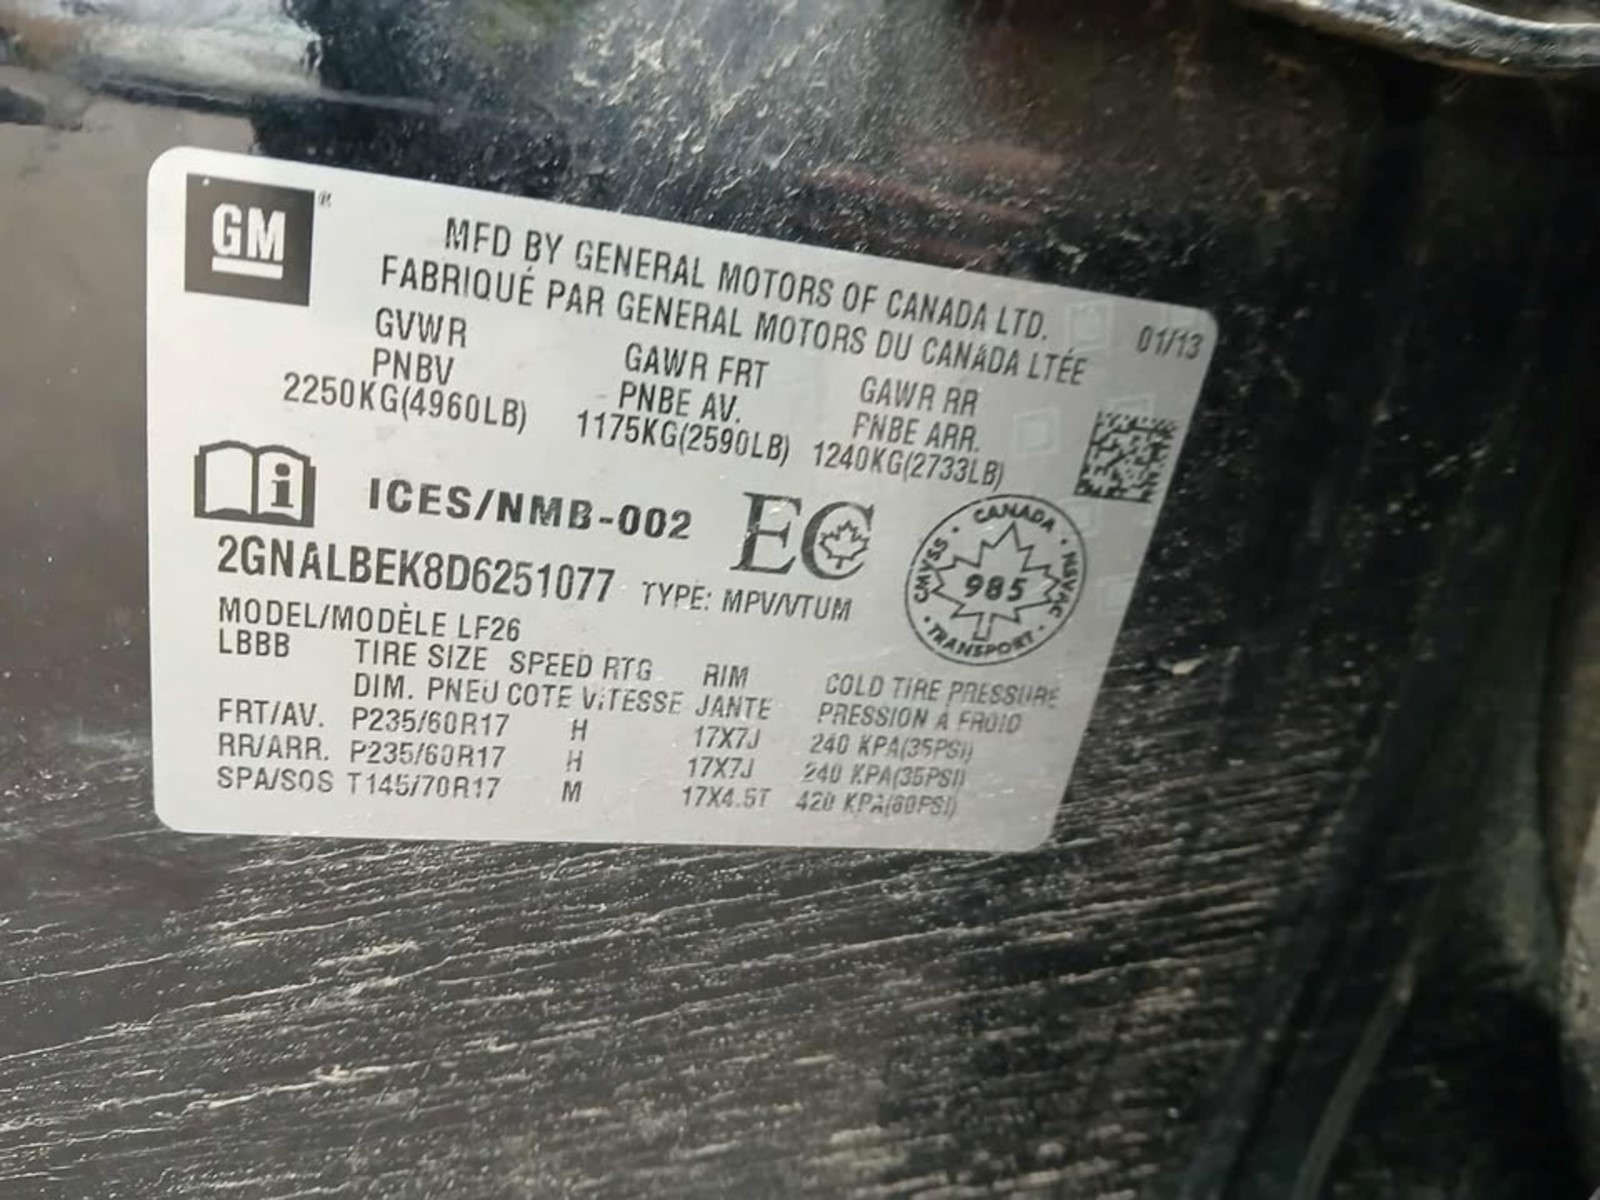 GM®
MFD BY GENERAL MOTORS OF CANADA LTD.
FABRIQUÉ PAR GENERAL MOTORS DU CANADA LTÉE
01/13
GVWR GAWR FRT GAWR RR
PNBV PNBE AV. PNBE ARR.
2250KG(4960LB) 1175KG(2590LB) 1240KG(2733LB)
i ICES/NMB-002 EC
CANADA · NSVAC · TRANSPORT · CMVSS ·
985
2GNALBEK8D6251077 TYPE: MPV/VTUM
MODEL/MODÈLE LF26
LBBB TIRE SIZE SPEED RTG RIM COLD TIRE PRESSURE
DIM. PNEU COTE VITESSE JANTE PRESSION À FROID
FRT/AV. P235/60R17 H 17X7J 240 KPA(35PSI)
RR/ARR. P235/60R17 H 17X7J 240 KPA(35PSI)
SPA/SOS T145/70R17 M 17X4.5T 420 KPA(60PSI)